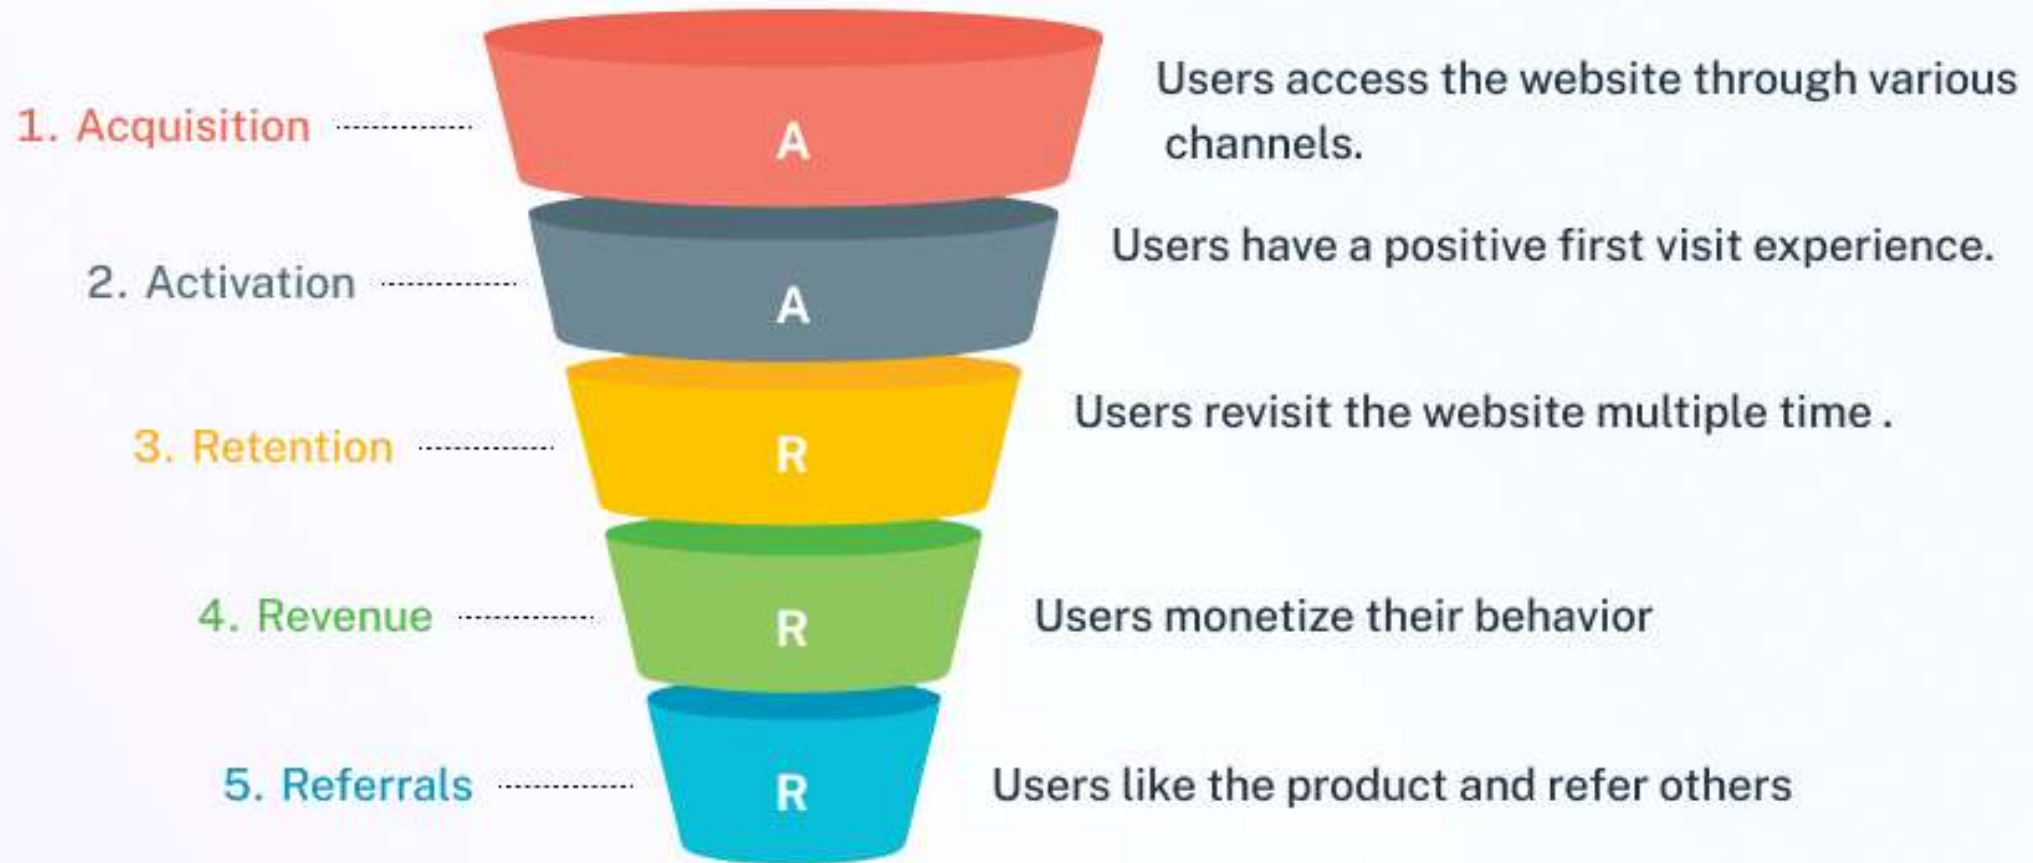 1. Acquisition
A
Users access the website through various
channels.
2. Activation
A
Users have a positive first visit experience.
3. Retention
R
Users revisit the website multiple time .
4. Revenue
R
Users monetize their behavior
5. Referrals
R
Users like the product and refer others